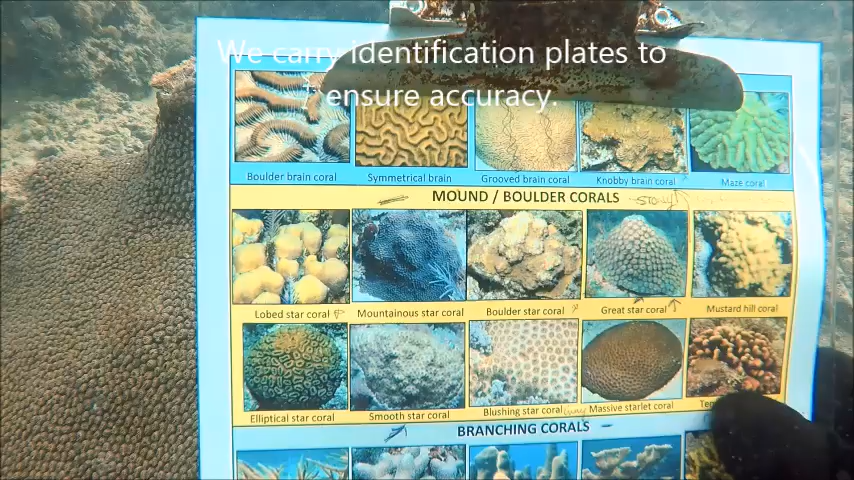 We carry identification plates to
ensure accuracy.
Boulder brain coral
Symmetrical brain
Grooved brain coral
Knobby brain coral
Maze coral
MOUND / BOULDER CORALS
Lobed star coral
Mountainous star coral
Boulder star coral
Great star coral
Mustard hill coral
Elliptical star coral
Smooth star coral
Blushing star coral
Massive starlet coral
BRANCHING CORALS